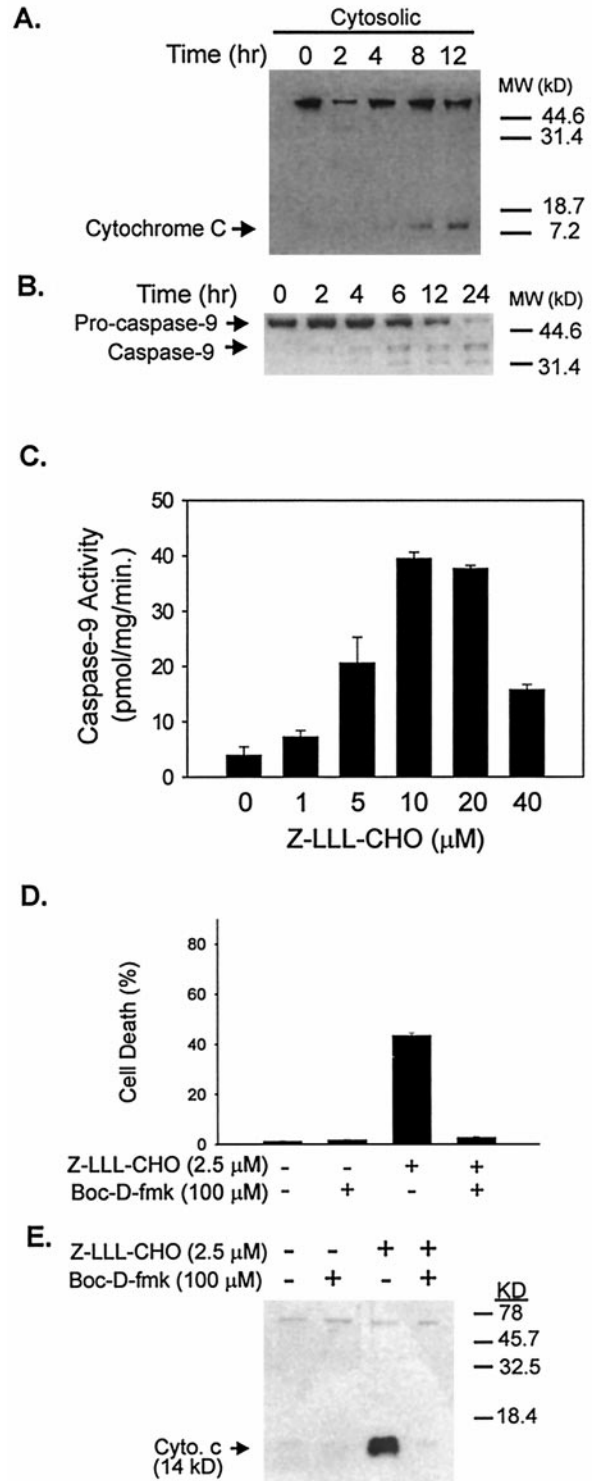 A.
Cytosolic
Time (hr) 0 2 4 8 12
MW (kD)
44.6
31.4
18.7
Cytochrome C
7.2
B.
Time (hr) 0 2 4 6 12 24
MW (kD)
Pro-caspase-9
44.6
Caspase-9
31.4
C.
50
40
30
20
10
0
Caspase-9 Activity
(pmol/mg/min.)
0 1 5 10 20 40
Z-LLL-CHO (μM)
D.
80
60
40
20
0
Cell Death (%)
Z-LLL-CHO (2.5 μM) - - + +
Boc-D-fmk (100 μM) - + - +
E.
Z-LLL-CHO (2.5 μM) - - + +
Boc-D-fmk (100 μM) - + - +
KD
78
45.7
32.5
18.4
Cyto. c
(14 kD)